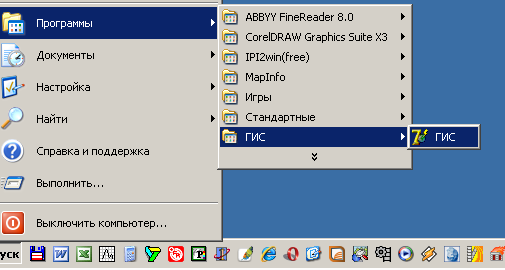 Программы
Документы
Настройка
Найти
Справка и поддержка
Выполнить...
Выключить компьютер...
уск
ABBYY FineReader 8.0
CorelDRAW Graphics Suite X3
IPI2win(free)
MapInfo
Игры
Стандартные
ГИС
ГИС